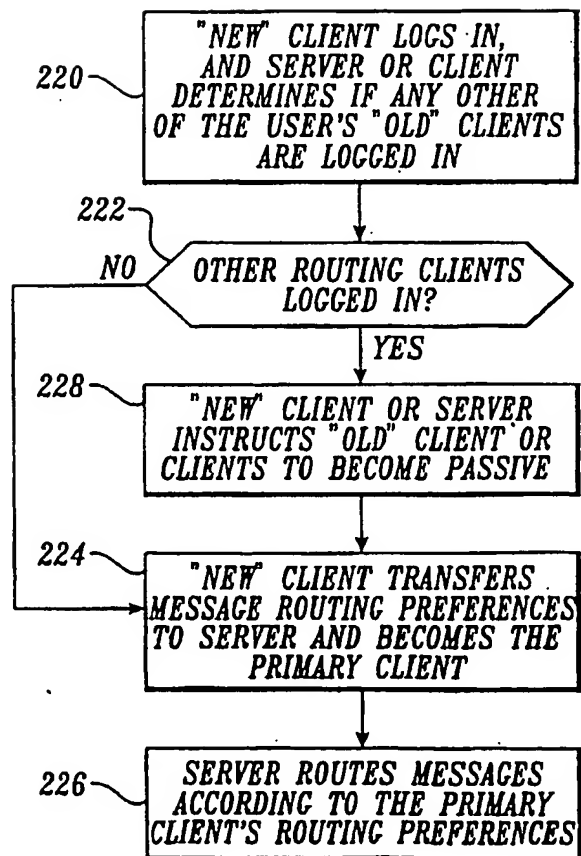 220
"NEW" CLIENT LOGS IN,
AND SERVER OR CLIENT
DETERMINES IF ANY OTHER
OF THE USER'S "OLD" CLIENTS
ARE LOGGED IN
222
NO
OTHER ROUTING CLIENTS
LOGGED IN?
YES
228
"NEW" CLIENT OR SERVER
INSTRUCTS "OLD" CLIENT OR
CLIENTS TO BECOME PASSIVE
224
"NEW" CLIENT TRANSFERS
MESSAGE ROUTING PREFERENCES
TO SERVER AND BECOMES THE
PRIMARY CLIENT
226
SERVER ROUTES MESSAGES
ACCORDING TO THE PRIMARY
CLIENT'S ROUTING PREFERENCES